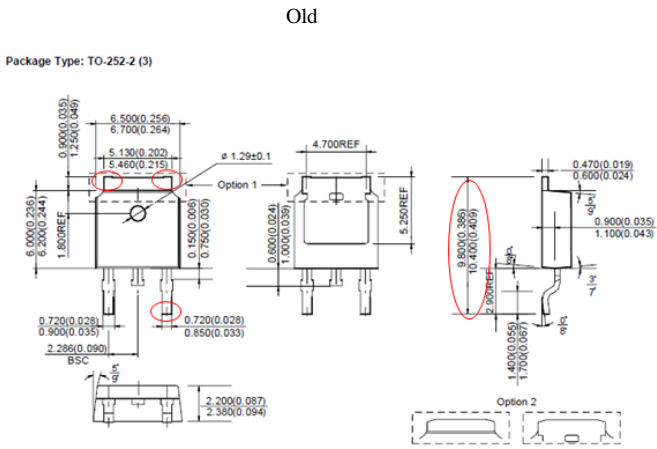 Old
Package Type: TO-252-2 (3)
0.900(0.035)
1.250(0.049)
6.500(0.256)
6.700(0.264)
5.130(0.202)
5.460(0.215)
ø 1.29±0.1
Option 1
4.700REF
5.250REF
0.470(0.019)
0.600(0.024)
6.000(0.236)
6.200(0.244)
1.800REF
0.150(0.006)
0.750(0.030)
0.600(0.024)
1.000(0.039)
9.800(0.386)
10.400(0.409)
0.900(0.035)
1.100(0.043)
2.900REF
0.720(0.028)
0.900(0.035)
0.720(0.028)
0.850(0.033)
2.286(0.090)
BSC
1.400(0.055)
1.700(0.067)
2.200(0.087)
2.380(0.094)
Option 2